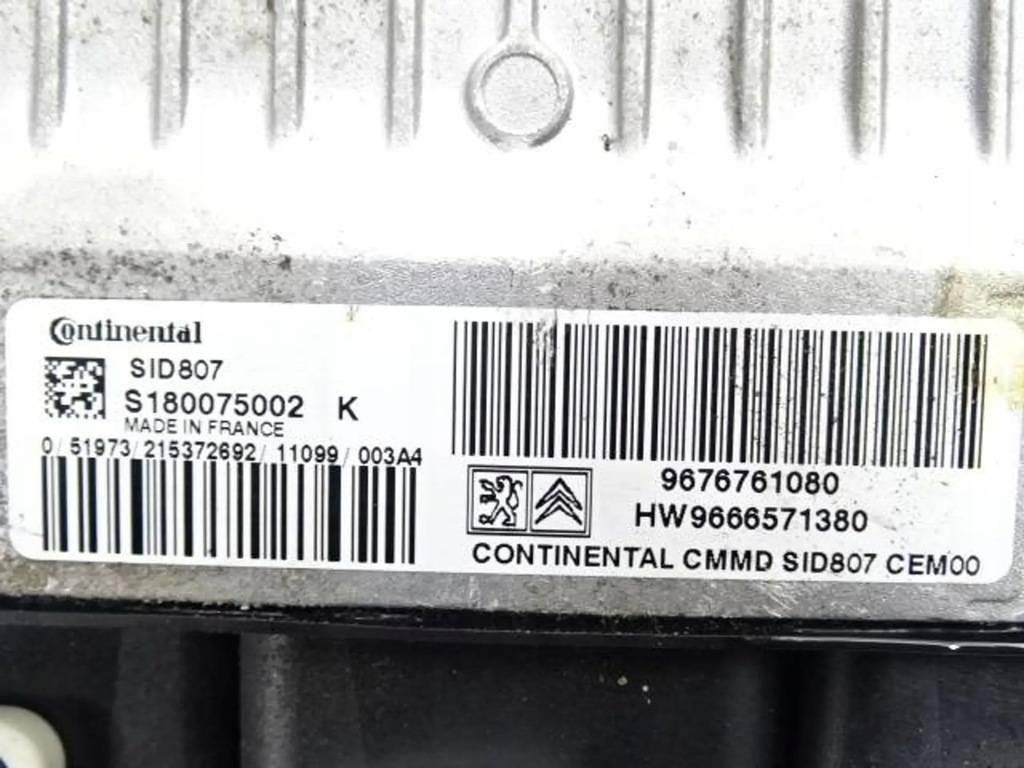 Continental
SID807
S180075002 K
MADE IN FRANCE
0/51973/215372692/11099/003A4
9676761080
HW9666571380
CONTINENTAL CMMD SID807 CEM00